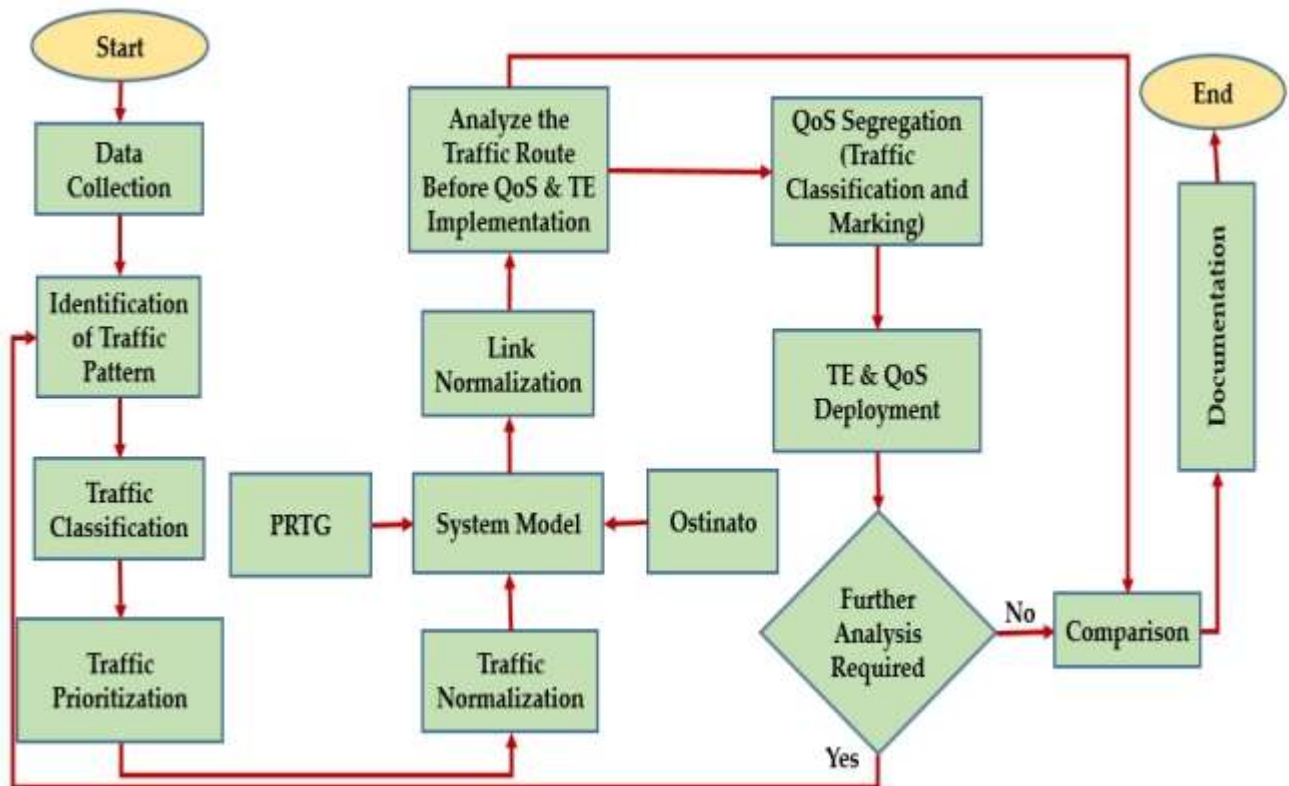 Start
Data
Collection
Identification
of Traffic
Pattern
Traffic
Classification
Traffic
Prioritization
Analyze the
Traffic Route
Before QoS & TE
Implementation
Link
Normalization
PRTG
System Model
Ostinato
Traffic
Normalization
QoS Segregation
(Traffic
Classification and
Marking)
TE & QoS
Deployment
Further
Analysis
Required
No
Yes
Comparison
Documentation
End